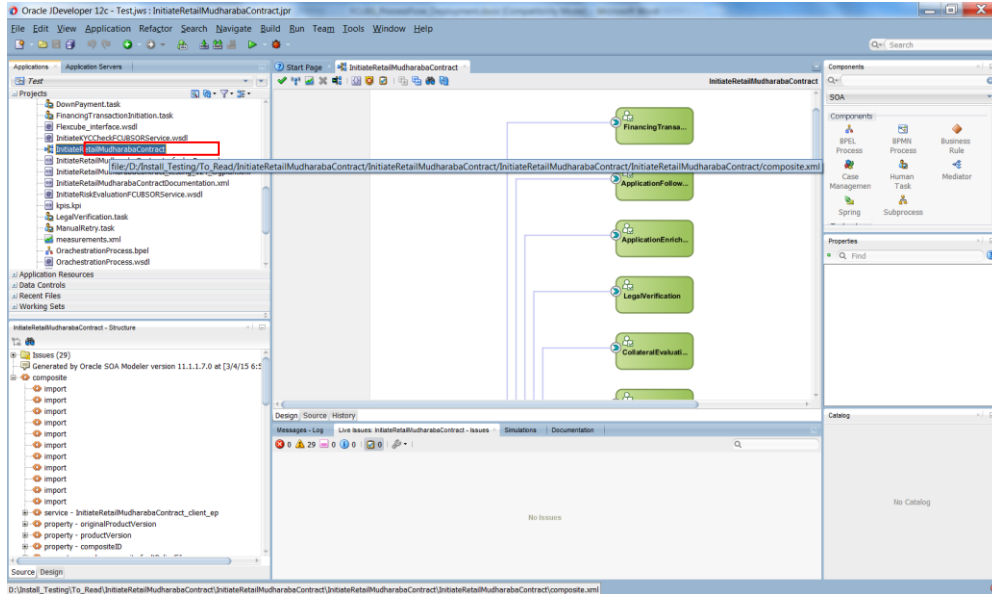 Oracle JDeveloper 12c - Test.jws : InitiateRetailMudharabaContract.jpr
File Edit View Application Refactor Search Navigate Build Run Team Tools Window Help
Search
Applications Application Servers
Test
Projects
DownPayment.task
FinancingTransactionInitiation.task
Flexcube_interface.wsdl
InitiateKYCCheckFCUBSORService.wsdl
InitiateRetailMudharabaContract
file:/D:/Install_Testing/To_Read/InitiateRetailMudharabaContract/InitiateRetailMudharabaContract/InitiateRetailMudharabaContract/InitiateRetailMudharabaContract/composite.xml
InitiateRetailMudharabaContractDocumentation.xml
InitiateRiskEvaluationFCUBSORService.wsdl
kpis.kpi
LegalVerification.task
ManualRetry.task
measurements.xml
OrachestrationProcess.bpel
OrachestrationProcess.wsdl
Application Resources
Data Controls
Recent Files
Working Sets
InitiateRetailMudharabaContract - Structure
Issues (29)
Generated by Oracle SOA Modeler version 11.1.1.7.0 at [3/4/15 6:5
composite
import
import
import
import
import
import
import
import
import
import
import
service - InitiateRetailMudharabaContract_client_ep
property - originalProductVersion
property - productVersion
property - compositeID
Source Design
Start Page InitiateRetailMudharabaContract
InitiateRetailMudharabaContract
FinancingTransa...
ApplicationFollow...
ApplicationEnrich...
LegalVerification
CollateralEvaluati...
Design Source History
Messages - Log Live Issues: InitiateRetailMudharabaContract - Issues Simulations Documentation
0 29 0 0 0
No Issues
Components
SOA
Components
BPEL Process
BPMN Process
Business Rule
Case Managemen
Human Task
Mediator
Spring
Subprocess
Properties
Find
Catalog
No Catalog
D:\Install_Testing\To_Read\InitiateRetailMudharabaContract\InitiateRetailMudharabaContract\InitiateRetailMudharabaContract\InitiateRetailMudharabaContract\composite.xml